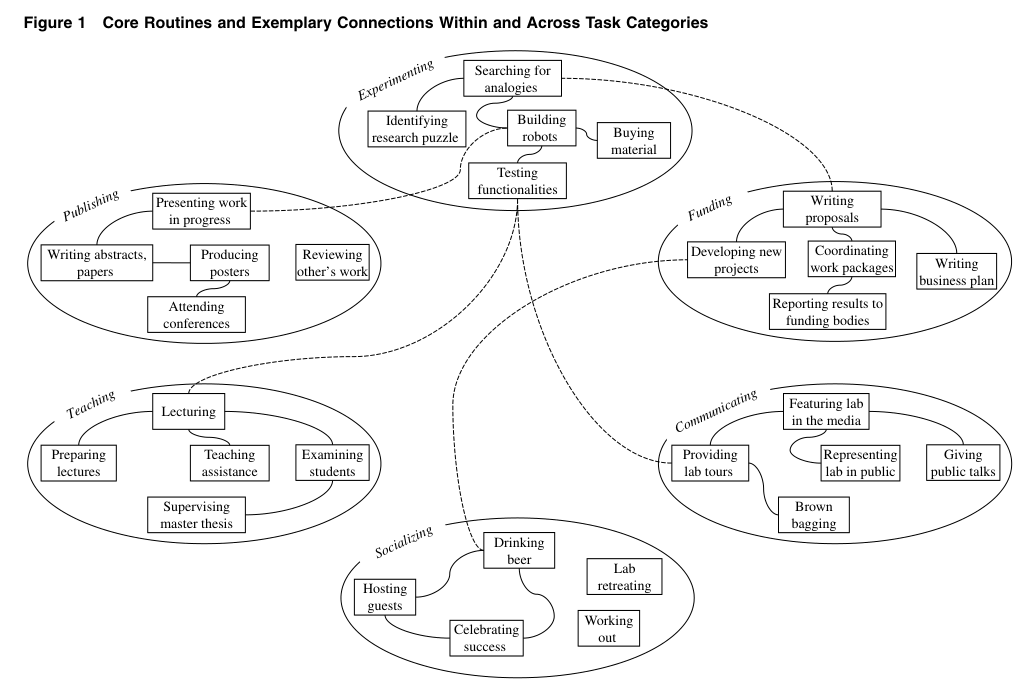 Figure 1 Core Routines and Exemplary Connections Within and Across Task Categories
Experimenting
Searching for
analogies
Identifying
research puzzle
Building
robots
Buying
material
Testing
functionalities
Publishing
Presenting work
in progress
Writing abstracts,
papers
Producing
posters
Reviewing
other's work
Attending
conferences
Funding
Writing
proposals
Developing new
projects
Coordinating
work packages
Writing
business plan
Reporting results to
funding bodies
Teaching
Lecturing
Preparing
lectures
Teaching
assistance
Examining
students
Supervising
master thesis
Communicating
Featuring lab
in the media
Providing
lab tours
Representing
lab in public
Giving
public talks
Brown
bagging
Socializing
Drinking
beer
Lab
retreating
Hosting
guests
Celebrating
success
Working
out